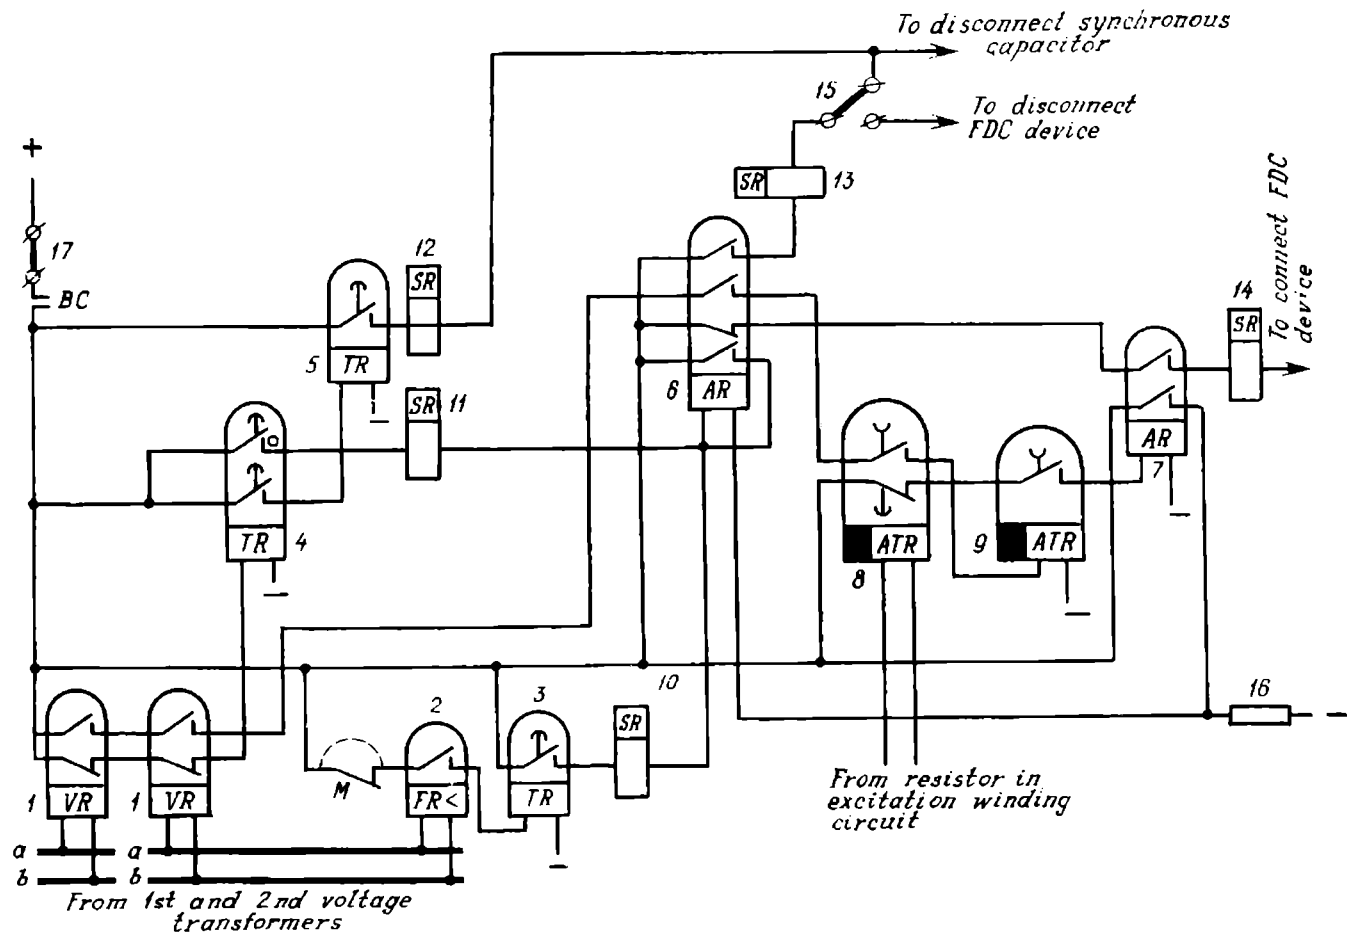 To disconnect synchronous
capacitor
15
To disconnect
FDC device
+
SR 13
To connect FDC
device
17
12
SR
14
SR
BC
5 TR
6 AR
SR 11
AR
7
TR 4
8 ATR
9 ATR
10
16
2
3
SR
M
1 VR
1 VR
FR<
TR
From resistor in
excitation winding
circuit
a
a
b
b
From 1st and 2nd voltage
transformers